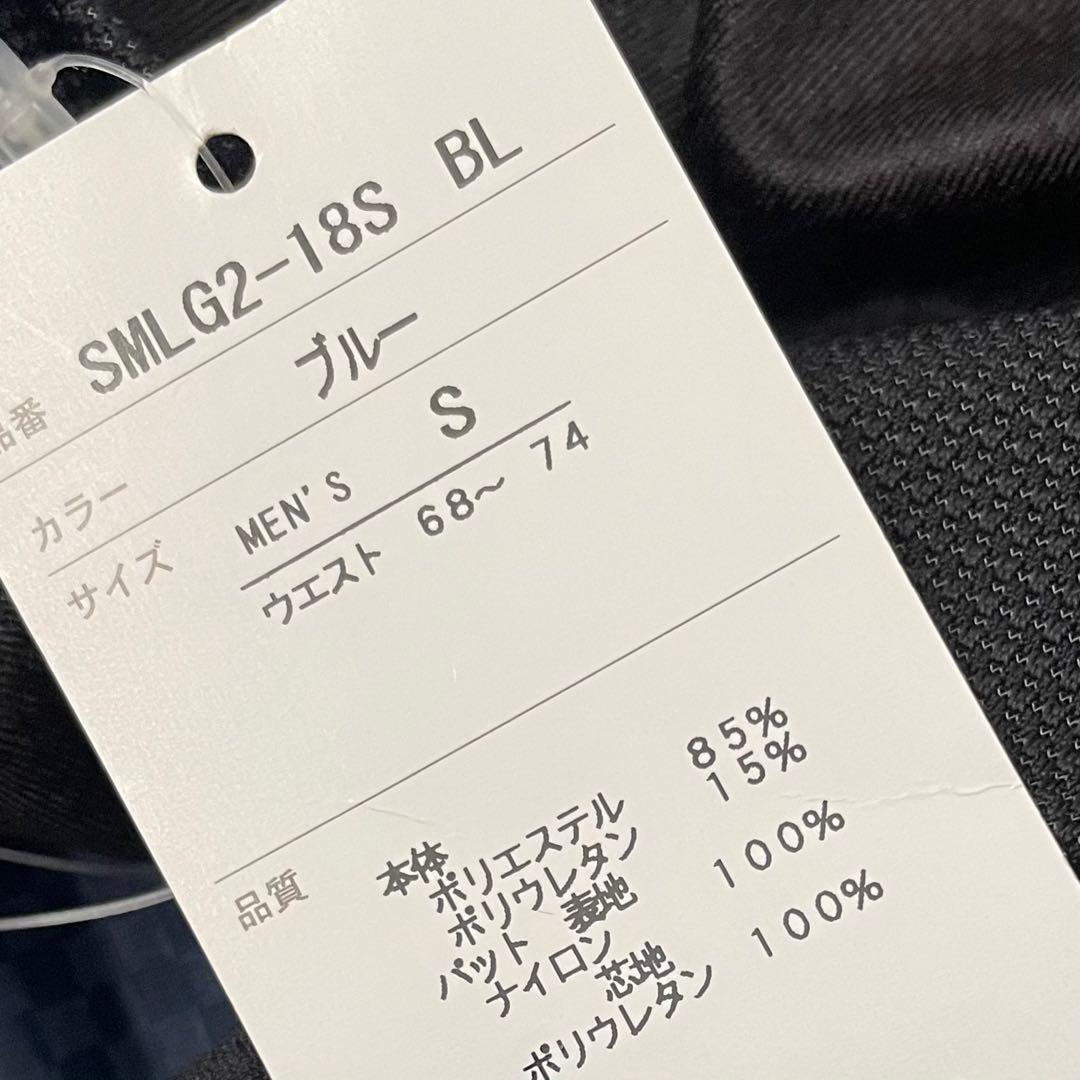 品番 SMLG2-18S BL
カラー ブルー
サイズ MEN'S S
ウエスト 68〜 74
品質 本体
ポリエステル 85%
ポリウレタン 15%
パット 表地
ナイロン 100%
芯地
ポリウレタン 100%